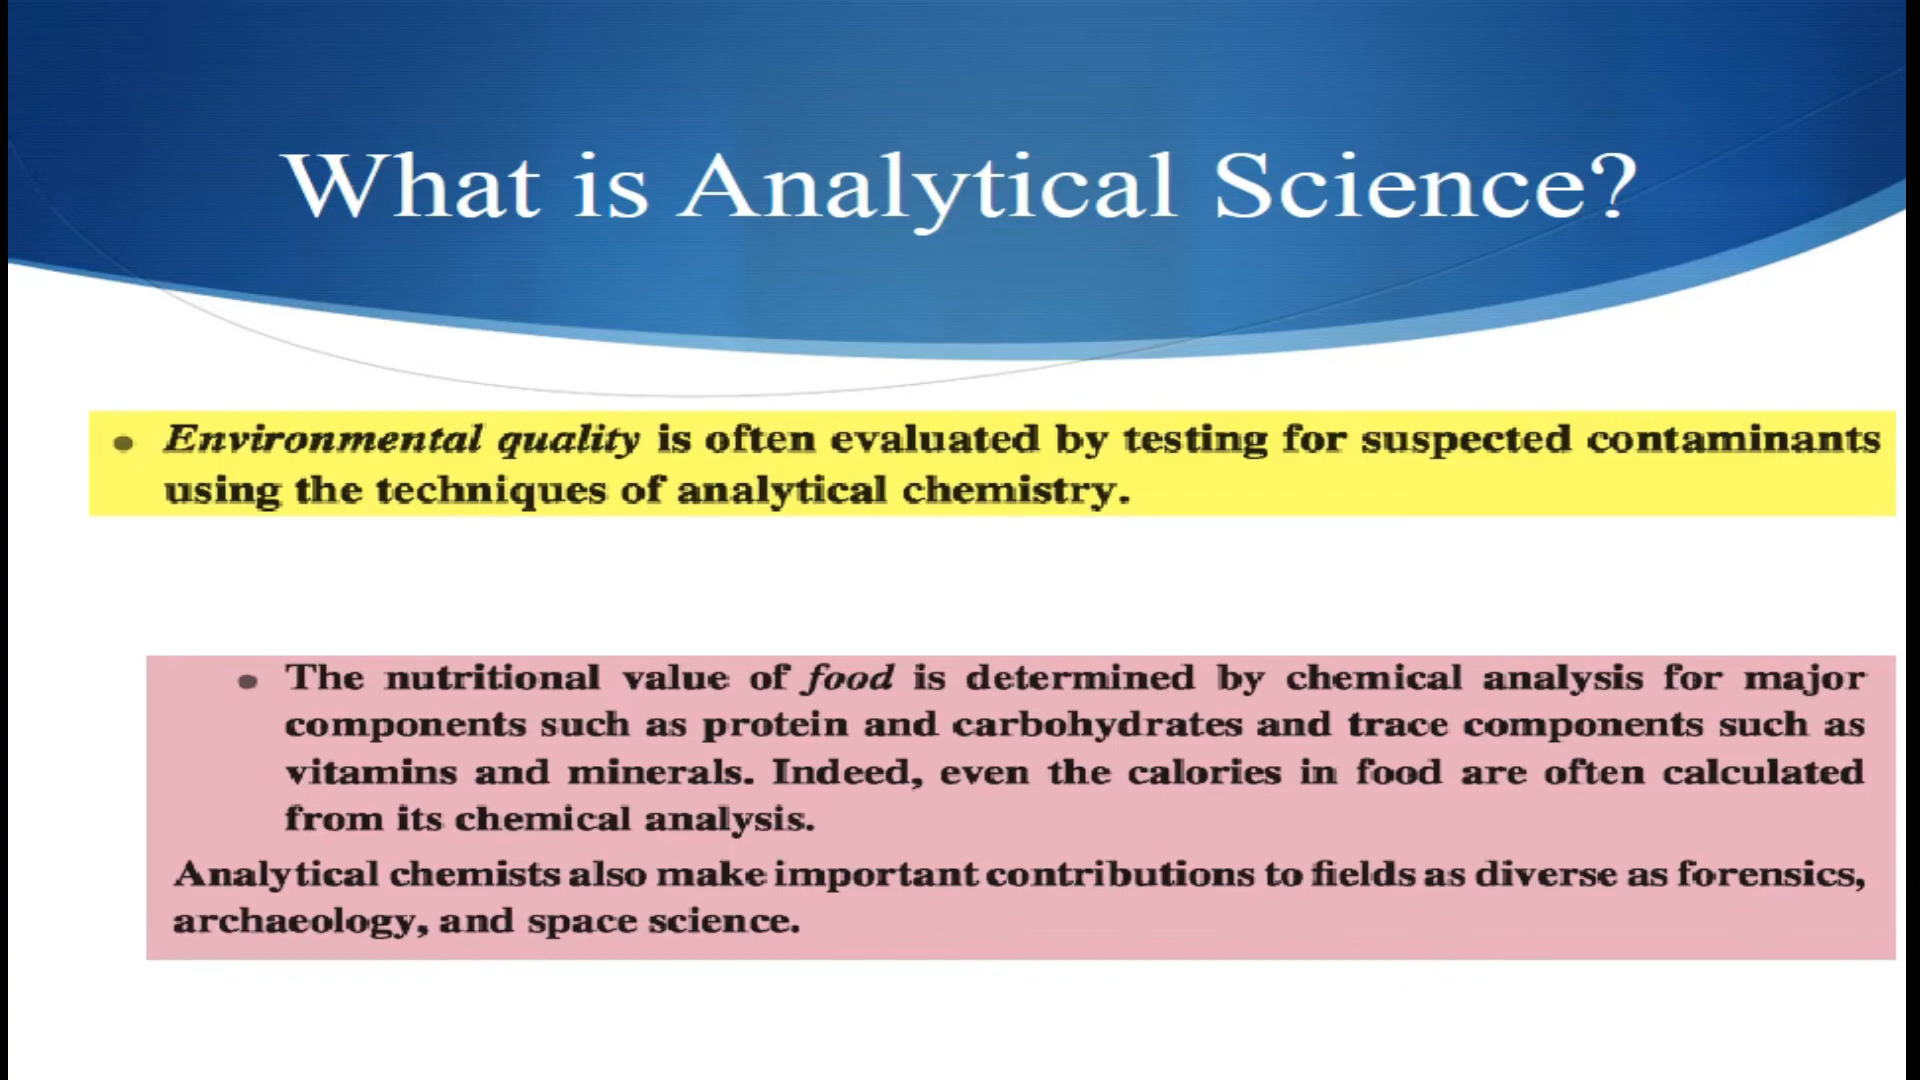 What is Analytical Science?
• Environmental quality is often evaluated by testing for suspected contaminants
using the techniques of analytical chemistry.
• The nutritional value of food is determined by chemical analysis for major
components such as protein and carbohydrates and trace components such as
vitamins and minerals. Indeed, even the calories in food are often calculated
from its chemical analysis.
Analytical chemists also make important contributions to fields as diverse as forensics,
archaeology, and space science.